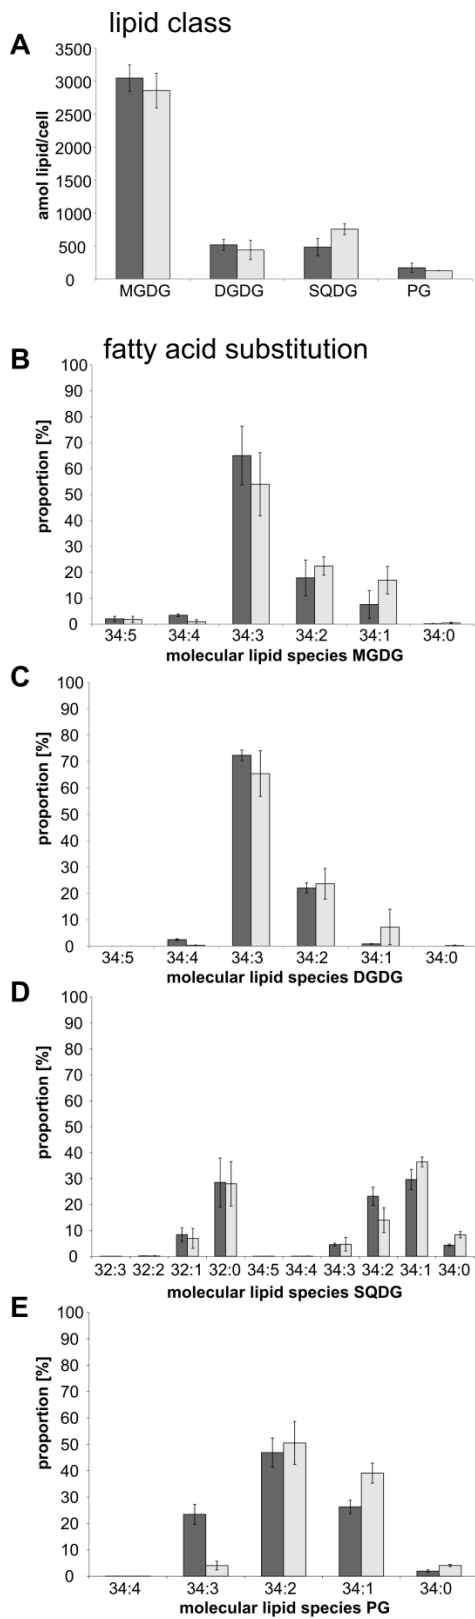 lipid class
A
amol lipid/cell
3500
3000
2500
2000
1500
1000
500
0
MGDG DGDG SQDG PG
fatty acid substitution
B
proportion [%]
100
90
80
70
60
50
40
30
20
10
0
34:5 34:4 34:3 34:2 34:1 34:0
molecular lipid species MGDG
C
proportion [%]
100
90
80
70
60
50
40
30
20
10
0
34:5 34:4 34:3 34:2 34:1 34:0
molecular lipid species DGDG
D
proportion [%]
100
90
80
70
60
50
40
30
20
10
0
32:3 32:2 32:1 32:0 34:5 34:4 34:3 34:2 34:1 34:0
molecular lipid species SQDG
E
proportion [%]
100
90
80
70
60
50
40
30
20
10
0
34:4 34:3 34:2 34:1 34:0
molecular lipid species PG